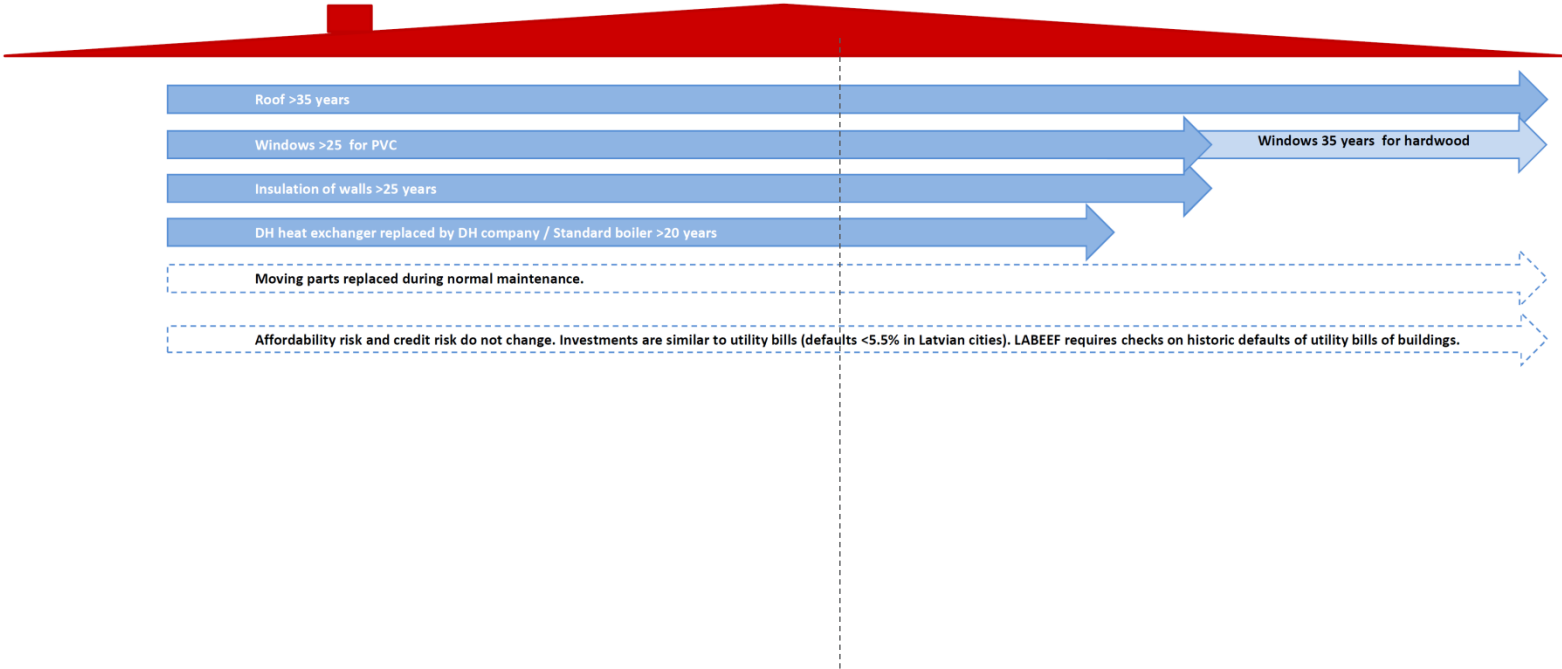 Roof >35 years
Windows >25  for PVC
Windows 35 years  for hardwood
Insulation of walls >25 years
DH heat exchanger replaced by DH company / Standard boiler >20 years
Moving parts replaced during normal maintenance.
Affordability risk and credit risk do not change. Investments are similar to utility bills (defaults <5.5% in Latvian cities). LABEEF requires checks on historic defaults of utility bills of buildings.